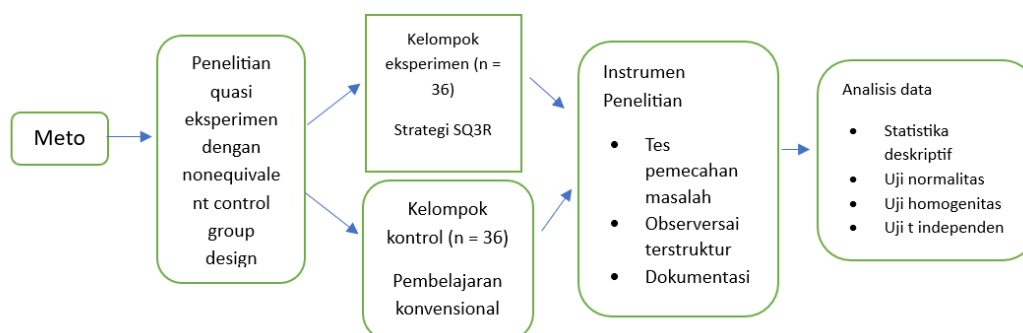 Meto
Penelitian
quasi
eksperimen
dengan
nonequivale
nt control
group
design
Kelompok
eksperimen (n =
36)
Strategi SQ3R
Kelompok
kontrol (n = 36)
Pembelajaran
konvensional
Instrumen
Penelitian
• Tes
pemecahan
masalah
• Observersai
terstruktur
• Dokumentasi
Analisis data
• Statistika
deskriptif
• Uji normalitas
• Uji homogenitas
• Uji t independen